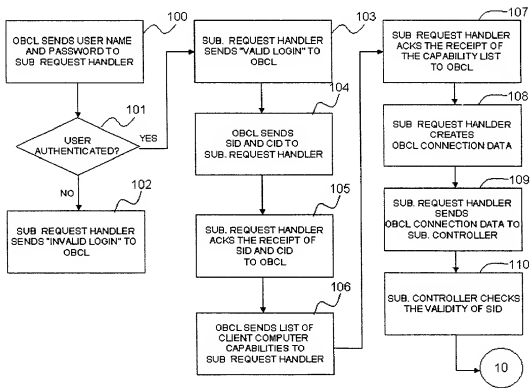 100
OBCL SENDS USER NAME
AND PASSWORD TO
SUB REQUEST HANDLER
101
USER
AUTHENTICATED?
YES
NO
102
SUB REQUEST HANDLER
SENDS "INVALID LOGIN" TO
OBCL
103
SUB. REQUEST HANDLER
SENDS "VALID LOGIN" TO
OBCL
104
OBCL SENDS
SID AND CID TO
SUB. REQUEST HANDLER
105
SUB. REQUEST HANDLER
ACKS THE RECEIPT OF
SID AND CID
TO OBCL
106
OBCL SENDS LIST OF
CLIENT COMPUTER
CAPABILITIES TO
SUB REQUEST HANDLER
107
SUB REQUEST HANDLER
ACKS THE RECEIPT OF
THE CAPABILITY LIST
TO OBCL
108
SUB REQUEST HANLDER
CREATES
OBCL CONNECTION DATA
109
SUB. REQUEST HANDLER
SENDS
OBCL CONNECTION DATA TO
SUB. CONTROLLER
110
SUB. CONTROLLER CHECKS
THE VALIDITY OF SID
10